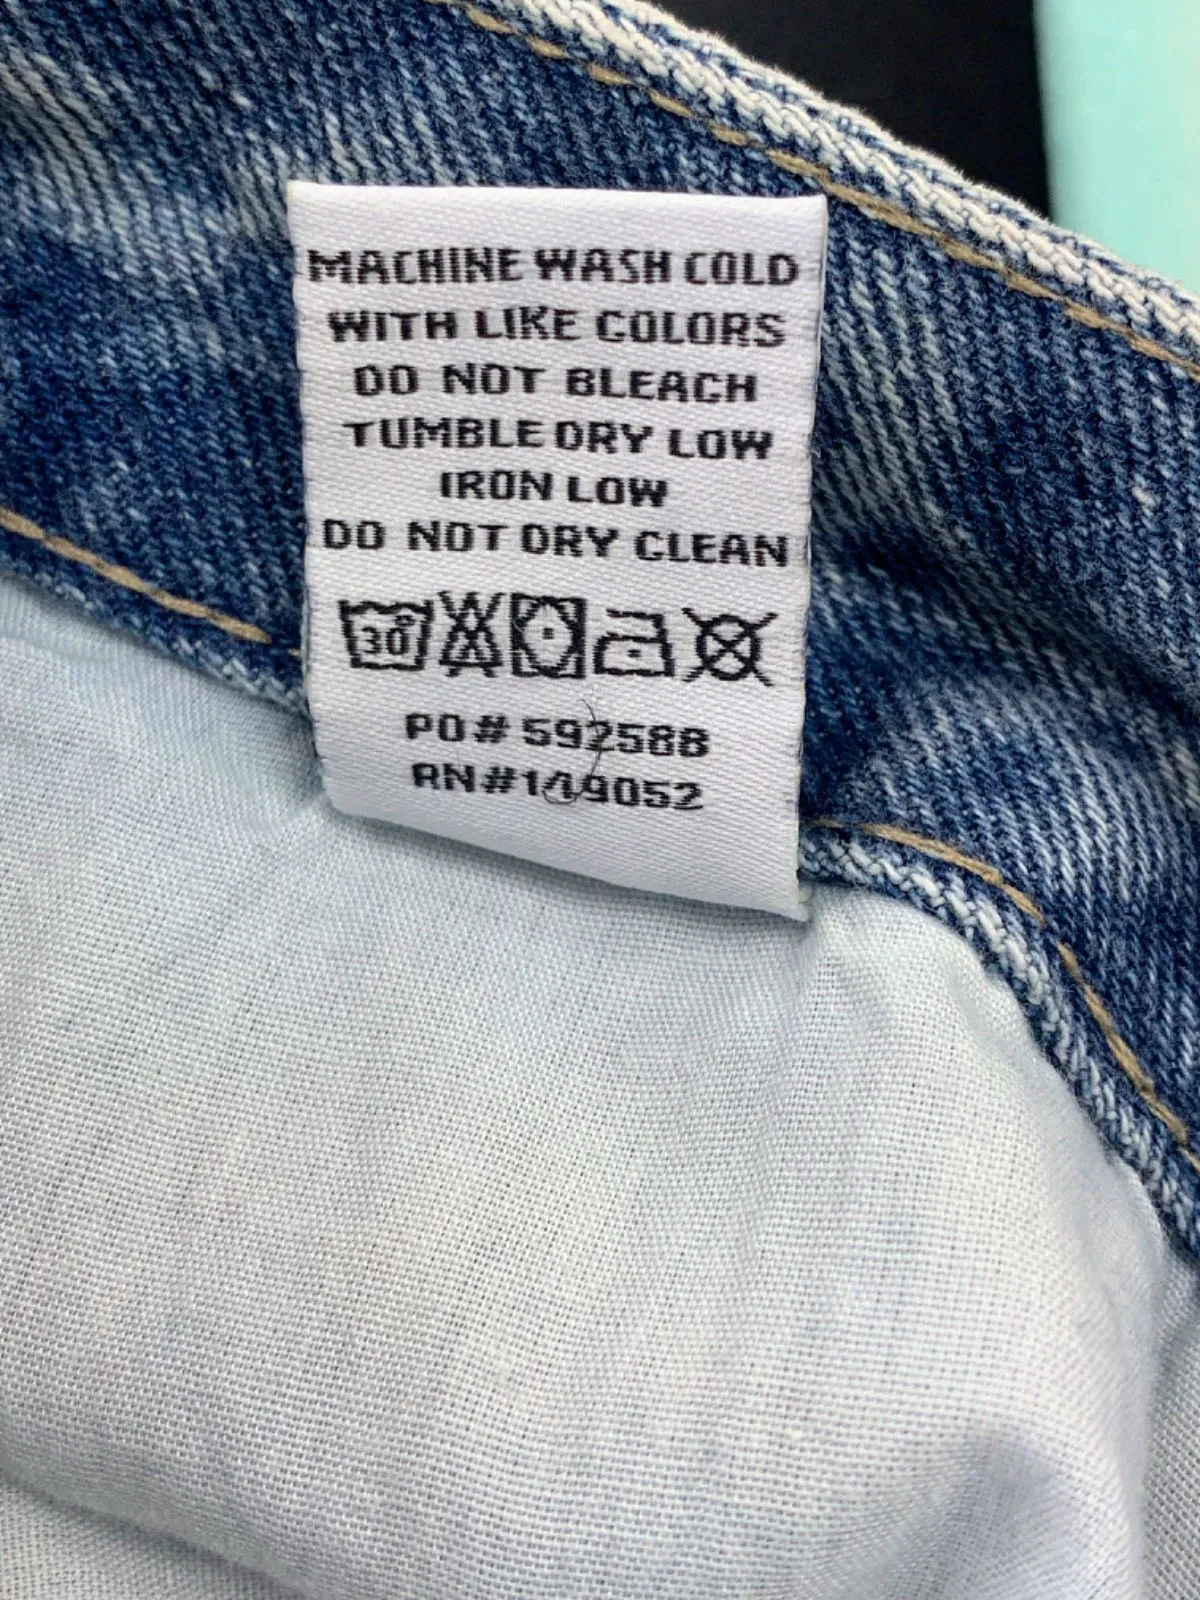 MACHINE WASH COLD
WITH LIKE COLORS
DO NOT BLEACH
TUMBLE DRY LOW
IRON LOW
DO NOT DRY CLEAN
30°
PO# 592588
RN#149052